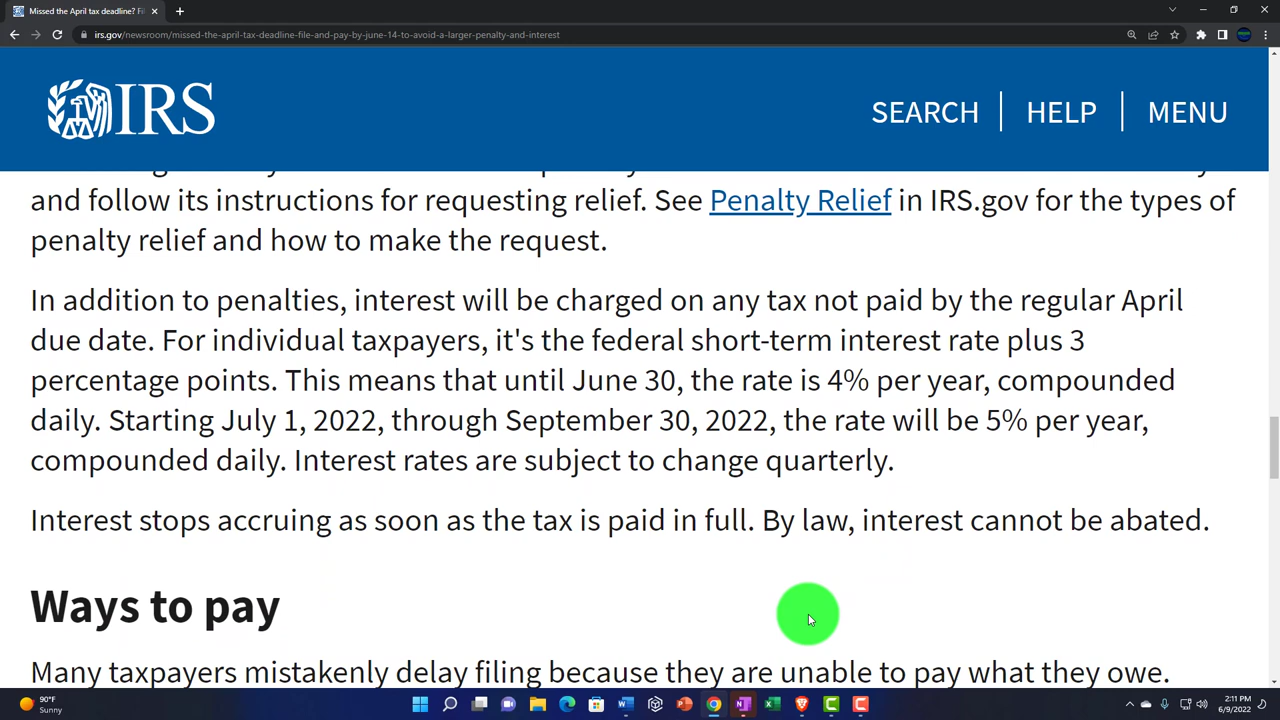 Missed the April tax deadline? Fi
irs.gov/newsroom/missed-the-april-tax-deadline-file-and-pay-by-june-14-to-avoid-a-larger-penalty-and-interest
IRS
SEARCH
HELP
MENU
and follow its instructions for requesting relief. See Penalty Relief in IRS.gov for the types of
penalty relief and how to make the request.
In addition to penalties, interest will be charged on any tax not paid by the regular April
due date. For individual taxpayers, it's the federal short-term interest rate plus 3
percentage points. This means that until June 30, the rate is 4% per year, compounded
daily. Starting July 1, 2022, through September 30, 2022, the rate will be 5% per year,
compounded daily. Interest rates are subject to change quarterly.
Interest stops accruing as soon as the tax is paid in full. By law, interest cannot be abated.
Ways to pay
Many taxpayers mistakenly delay filing because they are unable to pay what they owe.
90°F
Sunny
2:11 PM
6/9/2022